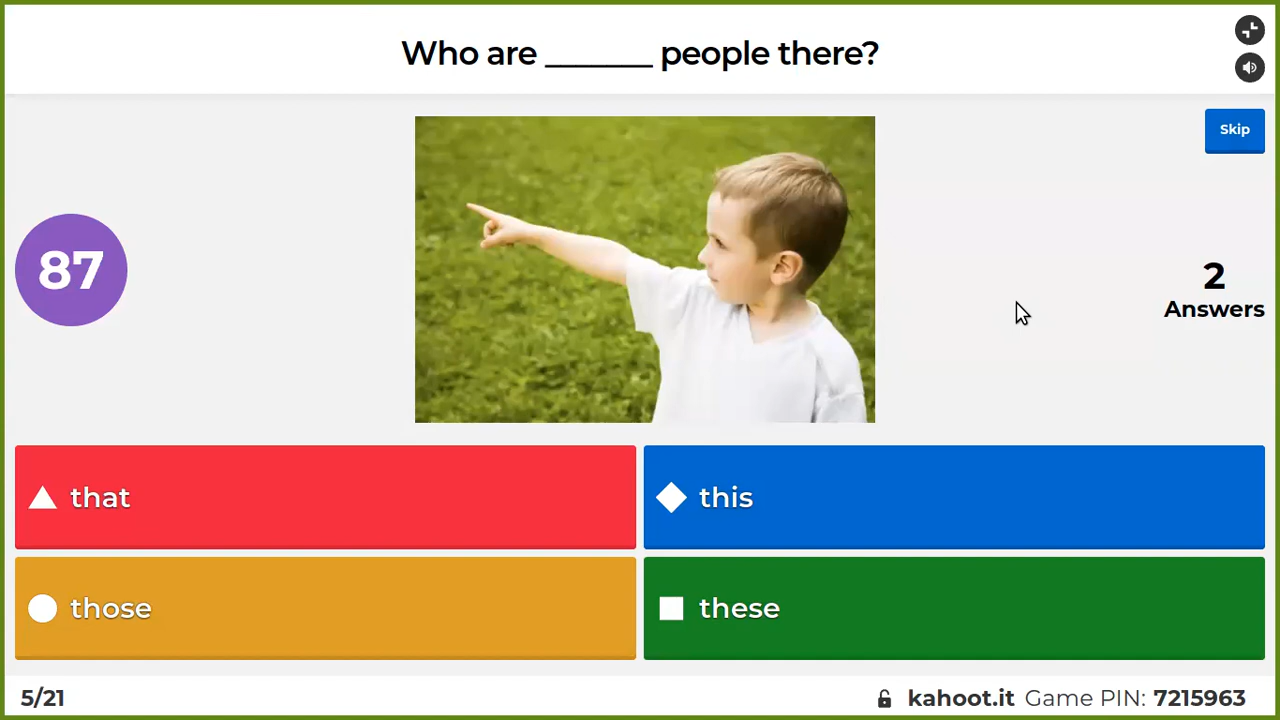 Who are _______ people there?
Skip
87
2
Answers
that
this
those
these
5/21
kahoot.it Game PIN: 7215963